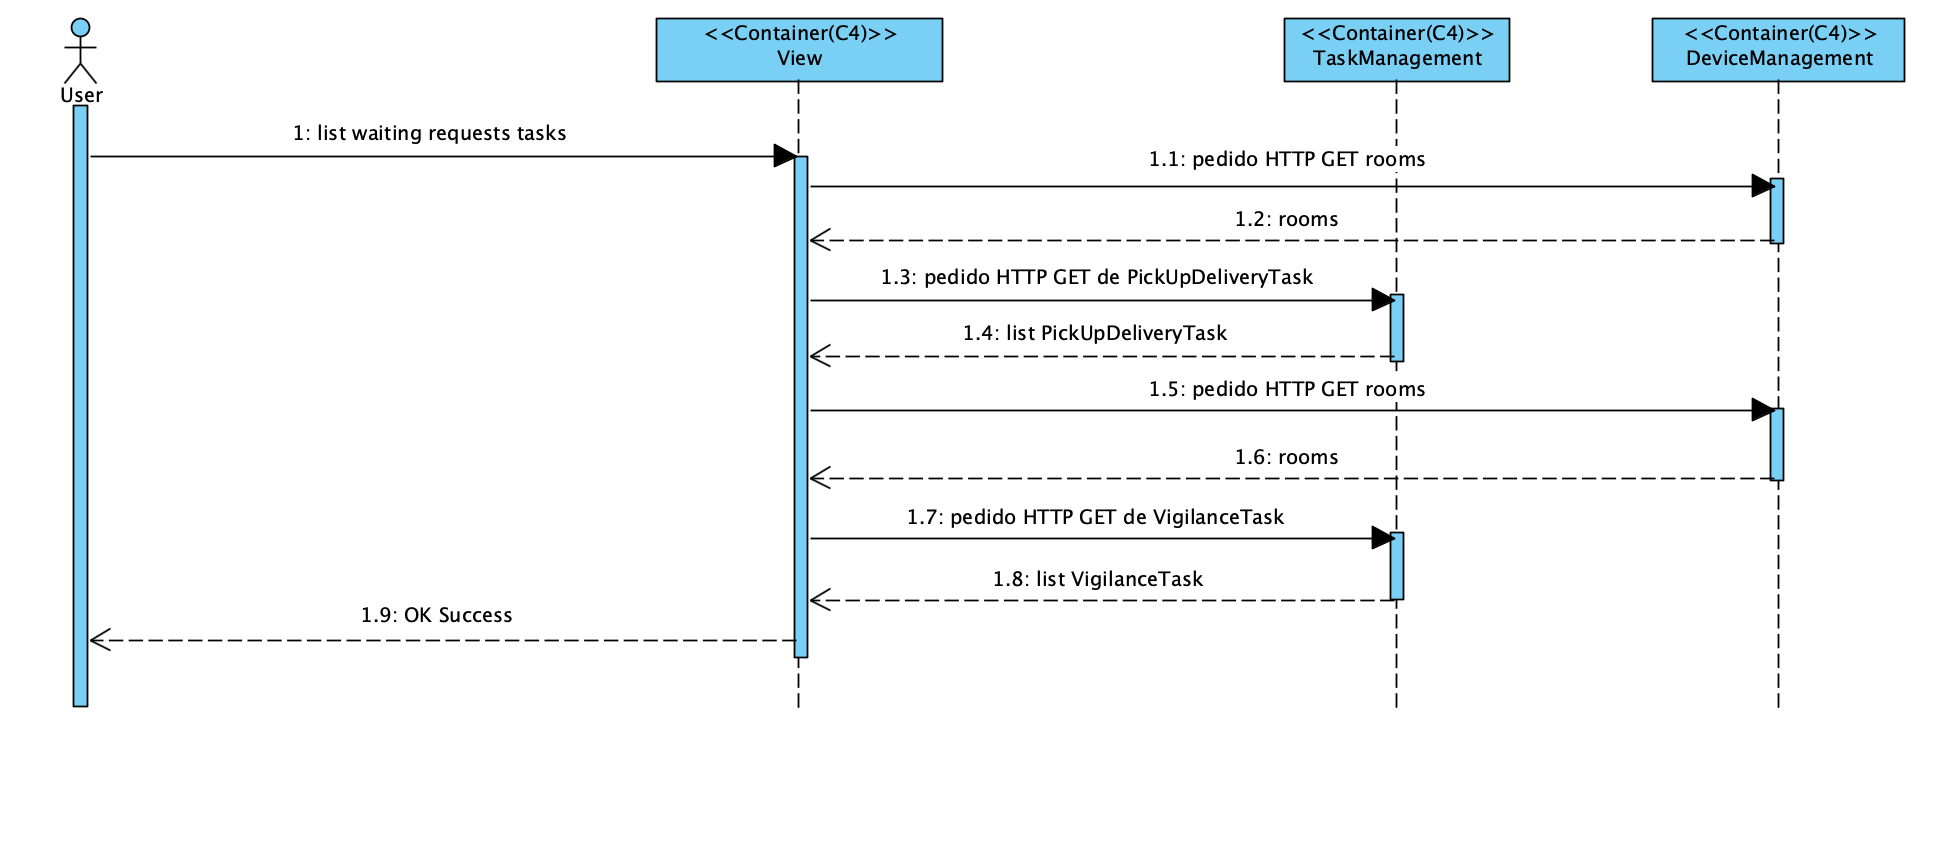 <<Container(C4)>>
View
<<Container(C4)>>
TaskManagement
<<Container(C4)>>
DeviceManagement
User
1: list waiting requests tasks
1.1: pedido HTTP GET rooms
1.2: rooms
1.3: pedido HTTP GET de PickUpDeliveryTask
1.4: list PickUpDeliveryTask
1.5: pedido HTTP GET rooms
1.6: rooms
1.7: pedido HTTP GET de VigilanceTask
1.8: list VigilanceTask
1.9: OK Success